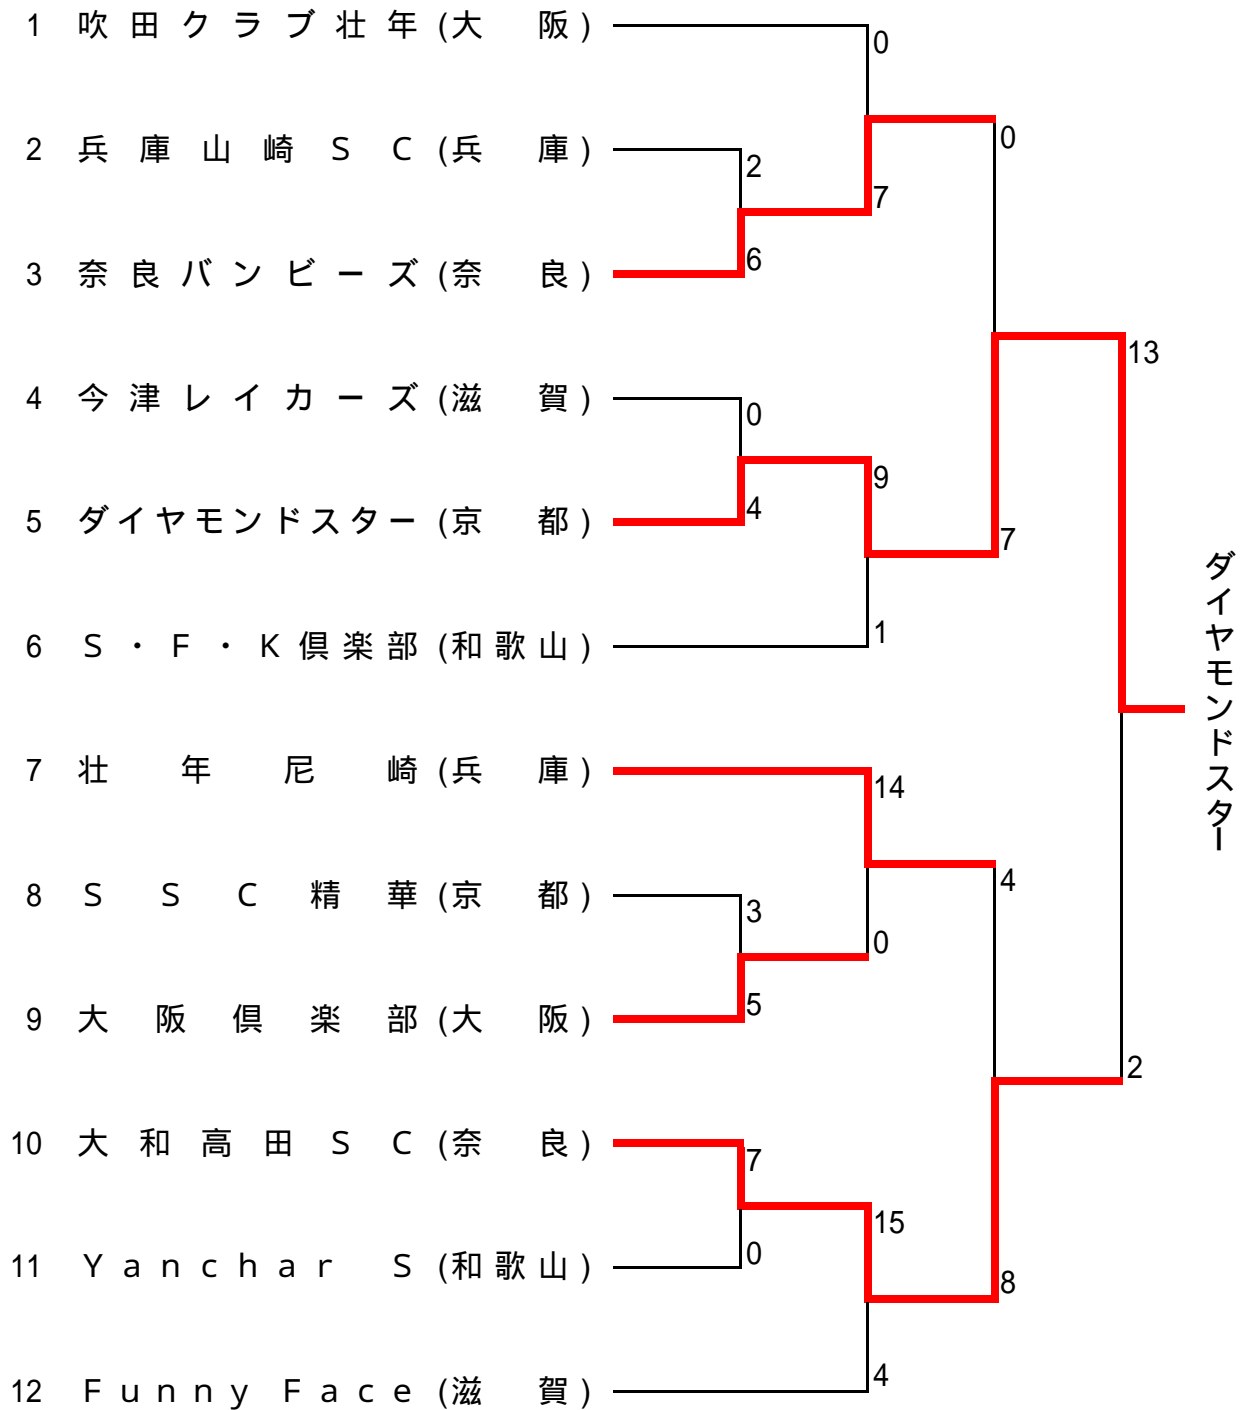 1 吹田クラブ壮年 (大 阪)
0
2 兵庫山崎SC (兵 庫)
0
2
7
3 奈良バンビーズ (奈 良)
6
13
4 今津レイカーズ (滋 賀)
0
9
5 ダイヤモンドスター (京 都)
4
7
ダイヤモンドスター
6 S・F・K倶楽部 (和歌山)
1
7 壮年尼崎 (兵 庫)
14
4
8 SSC精華 (京 都)
3
0
9 大阪倶楽部 (大 阪)
5
2
10 大和高田SC (奈 良)
7
15
11 Yanchar S (和歌山)
0
8
12 Funny Face (滋 賀)
4